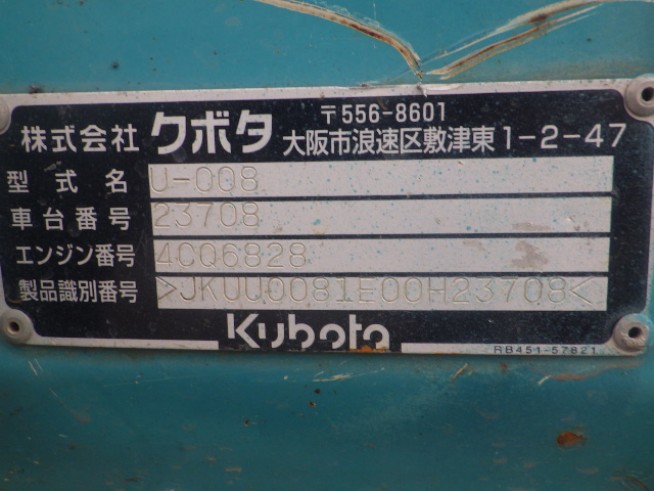 株式会社 クボタ 〒556-8601
大阪市浪速区敷津東1-2-47
型式名 U-008
車台番号 23708
エンジン番号 4CQ6828
製品識別番号 >JKUU0081E00H23708<
Kubota
RB451-57821